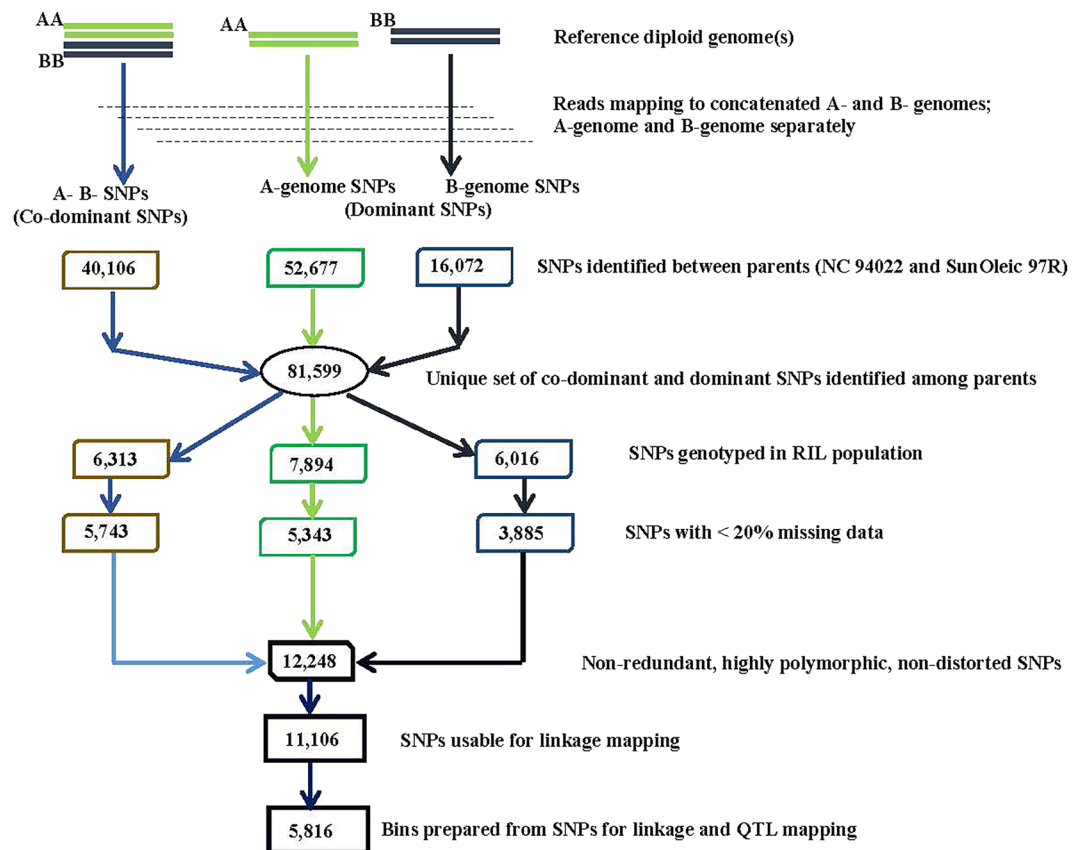 AA
BB
AA
BB
Reference diploid genome(s)
Reads mapping to concatenated A- and B- genomes;
A-genome and B-genome separately
A- B- SNPs
(Co-dominant SNPs)
A-genome SNPs
B-genome SNPs
(Dominant SNPs)
40,106
52,677
16,072
SNPs identified between parents (NC 94022 and SunOleic 97R)
81,599
Unique set of co-dominant and dominant SNPs identified among parents
6,313
7,894
6,016
SNPs genotyped in RIL population
5,743
5,343
3,885
SNPs with < 20% missing data
12,248
Non-redundant, highly polymorphic, non-distorted SNPs
11,106
SNPs usable for linkage mapping
5,816
Bins prepared from SNPs for linkage and QTL mapping